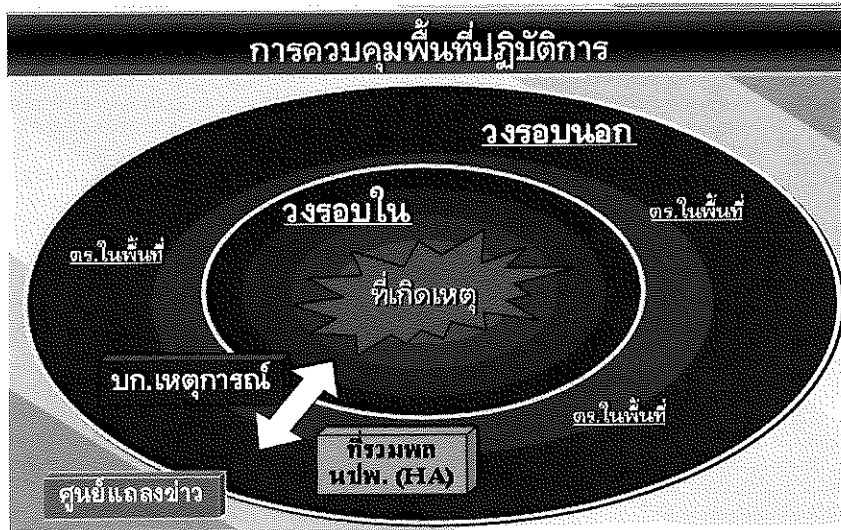 การควบคุมพื้นที่ปฏิบัติการ
วงรอบนอก
วงรอบใน
ตร.ในพื้นที่
ตร.ในพื้นที่
ที่เกิดเหตุ
บก.เหตุการณ์
ตร.ในพื้นที่
ที่รวมพล
นปพ. (HA)
ศูนย์แถลงข่าว